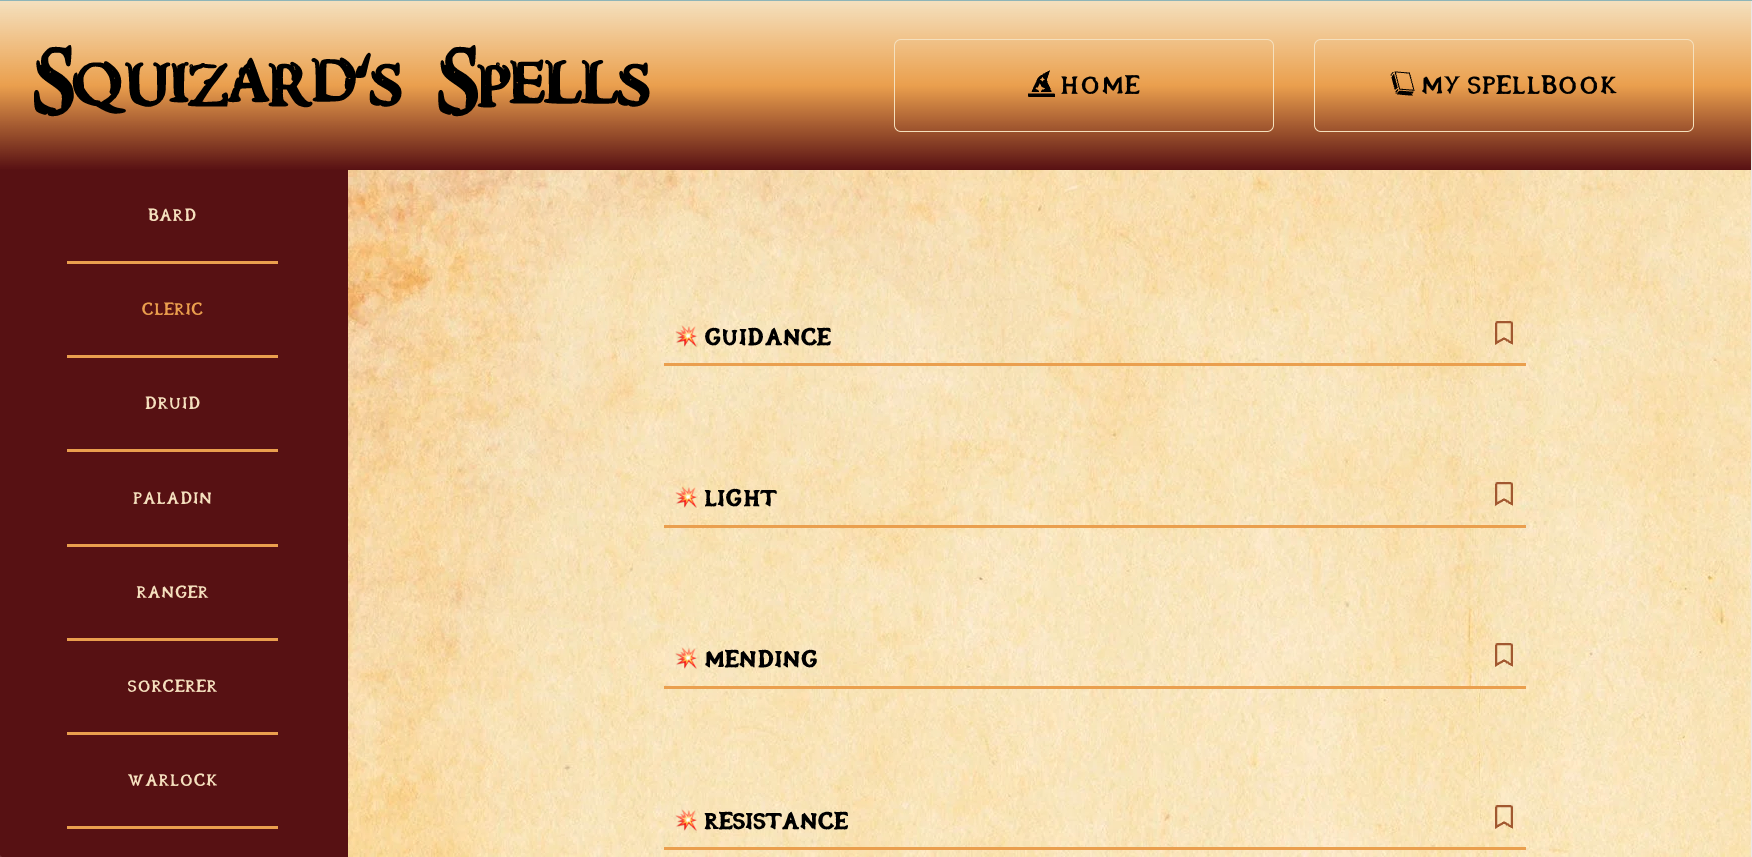 Squizard's Spells
HOME
MY SPELLBOOK
BARD
CLERIC
DRUID
PALADIN
RANGER
SORCERER
WARLOCK
GUIDANCE
LIGHT
MENDING
RESISTANCE